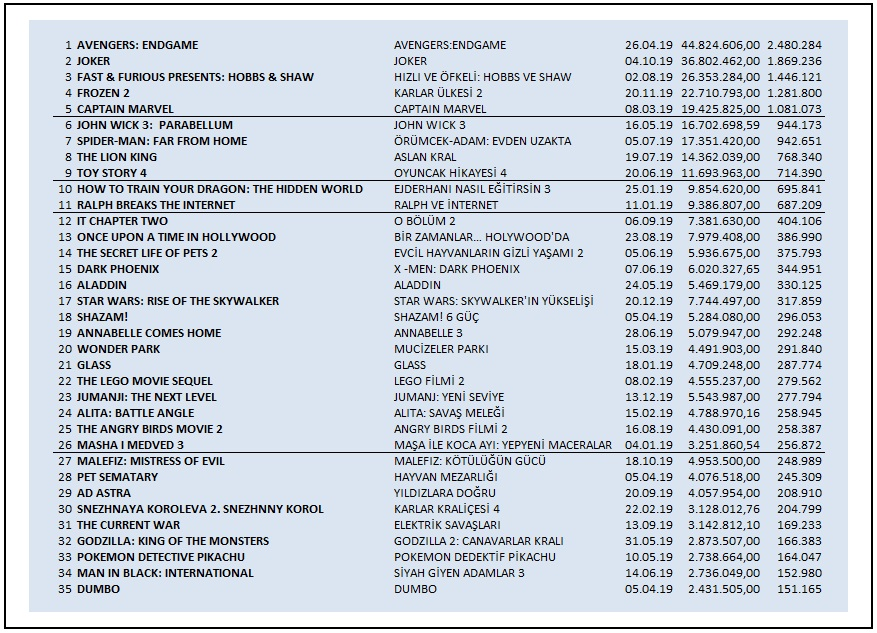 1 AVENGERS: ENDGAME AVENGERS:ENDGAME 26.04.19 44.824.606,00 2.480.284
2 JOKER JOKER 04.10.19 36.802.462,00 1.869.236
3 FAST & FURIOUS PRESENTS: HOBBS & SHAW HIZLI VE ÖFKELİ: HOBBS VE SHAW 02.08.19 26.353.284,00 1.446.121
4 FROZEN 2 KARLAR ÜLKESİ 2 20.11.19 22.710.793,00 1.281.800
5 CAPTAIN MARVEL CAPTAIN MARVEL 08.03.19 19.425.825,00 1.081.073
6 JOHN WICK 3: PARABELLUM JOHN WICK 3 16.05.19 16.702.698,59 944.173
7 SPIDER-MAN: FAR FROM HOME ÖRÜMCEK-ADAM: EVDEN UZAKTA 05.07.19 17.351.420,00 942.651
8 THE LION KING ASLAN KRAL 19.07.19 14.362.039,00 768.340
9 TOY STORY 4 OYUNCAK HİKAYESİ 4 20.06.19 11.693.963,00 714.390
10 HOW TO TRAIN YOUR DRAGON: THE HIDDEN WORLD EJDERHANI NASIL EĞİTİRSİN 3 25.01.19 9.854.620,00 695.841
11 RALPH BREAKS THE INTERNET RALPH VE İNTERNET 11.01.19 9.386.807,00 687.209
12 IT CHAPTER TWO O BÖLÜM 2 06.09.19 7.381.630,00 404.106
13 ONCE UPON A TIME IN HOLLYWOOD BİR ZAMANLAR... HOLYWOOD'DA 23.08.19 7.979.408,00 386.990
14 THE SECRET LIFE OF PETS 2 EVCİL HAYVANLARIN GİZLİ YAŞAMI 2 05.06.19 5.936.675,00 375.793
15 DARK PHOENIX X -MEN: DARK PHOENIX 07.06.19 6.020.327,65 344.951
16 ALADDIN ALADDIN 24.05.19 5.469.179,00 330.125
17 STAR WARS: RISE OF THE SKYWALKER STAR WARS: SKYWALKER'IN YÜKSELİŞİ 20.12.19 7.744.497,00 317.859
18 SHAZAM! SHAZAM! 6 GÜÇ 05.04.19 5.284.080,00 296.053
19 ANNABELLE COMES HOME ANNABELLE 3 28.06.19 5.079.947,00 292.248
20 WONDER PARK MUCİZELER PARKI 15.03.19 4.491.903,00 291.840
21 GLASS GLASS 18.01.19 4.709.248,00 287.774
22 THE LEGO MOVIE SEQUEL LEGO FİLMİ 2 08.02.19 4.555.237,00 279.562
23 JUMANJI: THE NEXT LEVEL JUMANJ: YENİ SEVİYE 13.12.19 5.543.987,00 277.794
24 ALITA: BATTLE ANGLE ALITA: SAVAŞ MELEĞİ 15.02.19 4.788.970,16 258.945
25 THE ANGRY BIRDS MOVIE 2 ANGRY BIRDS FİLMİ 2 16.08.19 4.430.091,00 258.387
26 MASHA I MEDVED 3 MAŞA İLE KOCA AYI: YEPYENİ MACERALAR 04.01.19 3.251.860,54 256.872
27 MALEFIZ: MISTRESS OF EVIL MALEFIZ: KÖTÜLÜĞÜN GÜCÜ 18.10.19 4.953.500,00 248.989
28 PET SEMATARY HAYVAN MEZARLIĞI 05.04.19 4.076.518,00 245.309
29 AD ASTRA YILDIZLARA DOĞRU 20.09.19 4.057.954,00 208.910
30 SNEZHNAYA KOROLEVA 2. SNEZHNNY KOROL KARLAR KRALİÇESİ 4 22.02.19 3.128.012,76 204.799
31 THE CURRENT WAR ELEKTRİK SAVAŞLARI 13.09.19 3.142.812,10 169.233
32 GODZILLA: KING OF THE MONSTERS GODZILLA 2: CANAVARLAR KRALI 31.05.19 2.873.507,00 166.383
33 POKEMON DETECTIVE PIKACHU POKEMON DEDEKTİF PİKACHU 10.05.19 2.738.664,00 164.047
34 MAN IN BLACK: INTERNATIONAL SİYAH GİYEN ADAMLAR 3 14.06.19 2.736.049,00 152.980
35 DUMBO DUMBO 05.04.19 2.431.505,00 151.165